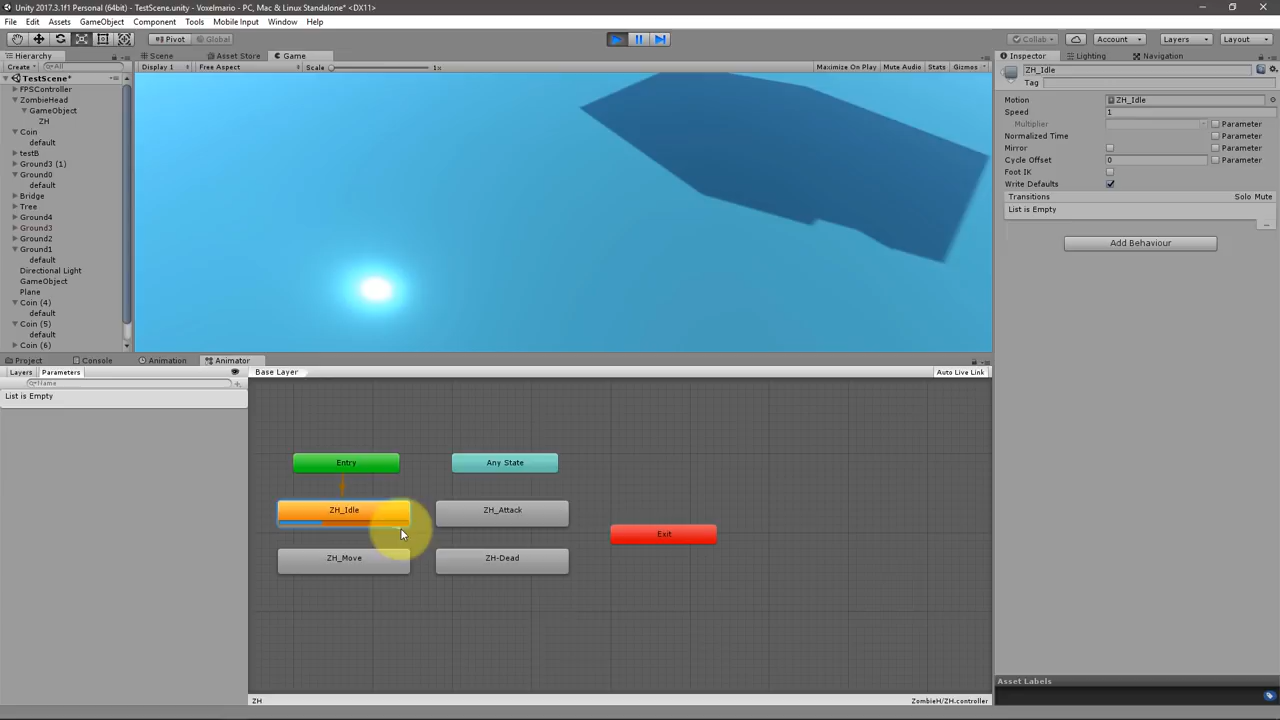 Unity 2017.3.1f1 Personal (64bit) - TestScene.unity - Voxelmario - PC, Mac & Linux Standalone* <DX11>
File Edit Assets GameObject Component Tools Mobile Input Window Help
Pivot Global Collab Account Layers Layout
Hierarchy Scene Asset Store Game Inspector Lighting Navigation
Create All Display 1 Free Aspect Scale 1x Maximize On Play Mute Audio Stats Gizmos
ZH_Idle
Tag
TestScene*
FPSController
ZombieHead
GameObject
ZH
Coin
default
testB
Ground3 (1)
Ground0
default
Bridge
Tree
Ground4
Ground3
Ground2
Ground1
default
Directional Light
GameObject
Plane
Coin (4)
default
Coin (5)
default
Coin (6)
Motion ZH_Idle
Speed 1
Multiplier Parameter
Normalized Time Parameter
Mirror Parameter
Cycle Offset 0 Parameter
Foot IK
Write Defaults
Transitions Solo Mute
List is Empty
Add Behaviour
Project Console Animation Animator
Layers Parameters Base Layer Auto Live Link
Name
List is Empty
Entry Any State
ZH_Idle ZH_Attack
Exit
ZH_Move ZH-Dead
Asset Labels
ZH ZombieH/ZH.controller